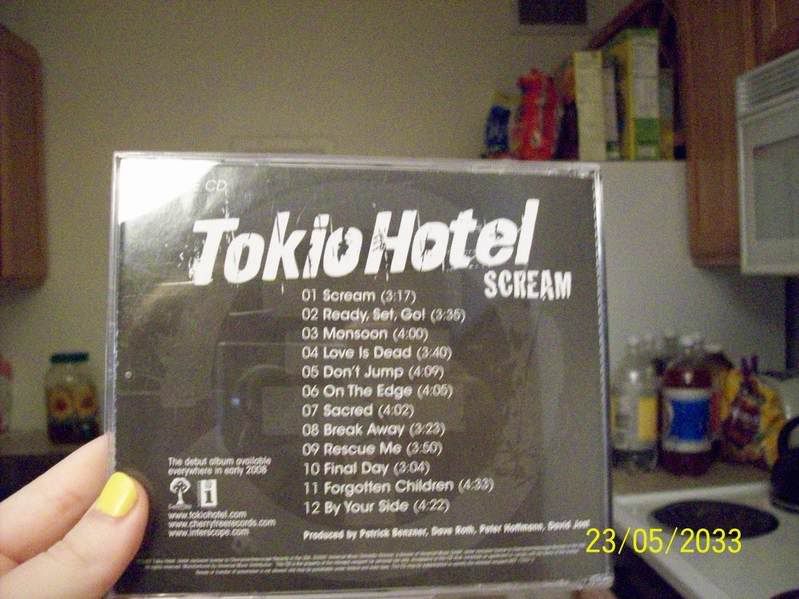 CD
Tokio Hotel
SCREAM
01 Scream (3:17)
02 Ready, Set, Go! (3:35)
03 Monsoon (4:00)
04 Love Is Dead (3:40)
05 Don't Jump (4:09)
06 On The Edge (4:05)
07 Sacred (4:02)
08 Break Away (3:23)
09 Rescue Me (3:50)
10 Final Day (3:04)
11 Forgotten Children (4:33)
12 By Your Side (4:22)
The debut album available
everywhere in early 2008
www.tokiohotel.com
www.cherrytreerecords.com
www.interscope.com
Produced by Patrick Benzner, Dave Roth, Peter Hoffmann, David Jost
23/05/2033